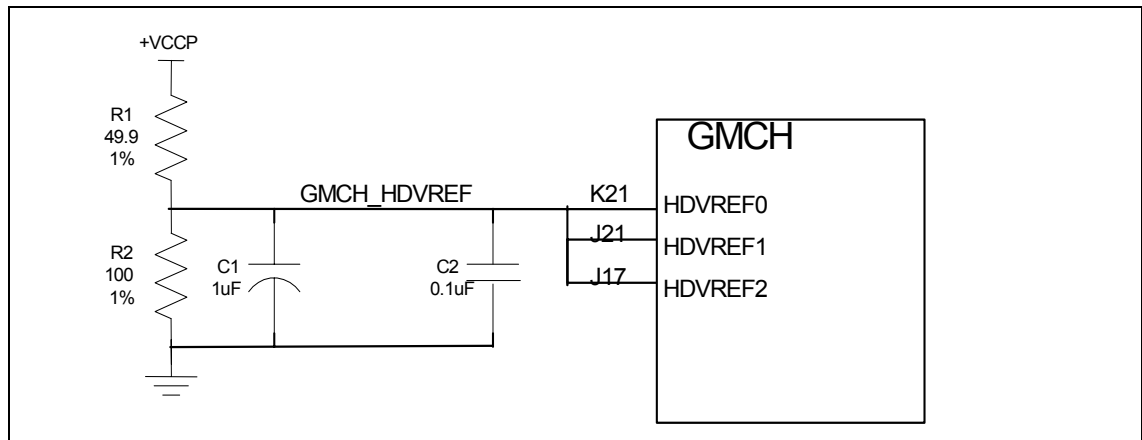 +VCCP
R1
49.9
1%
GMCH
GMCH_HDVREF
K21
HDVREF0
J21
HDVREF1
J17
HDVREF2
R2
100
1%
C1
1uF
C2
0.1uF